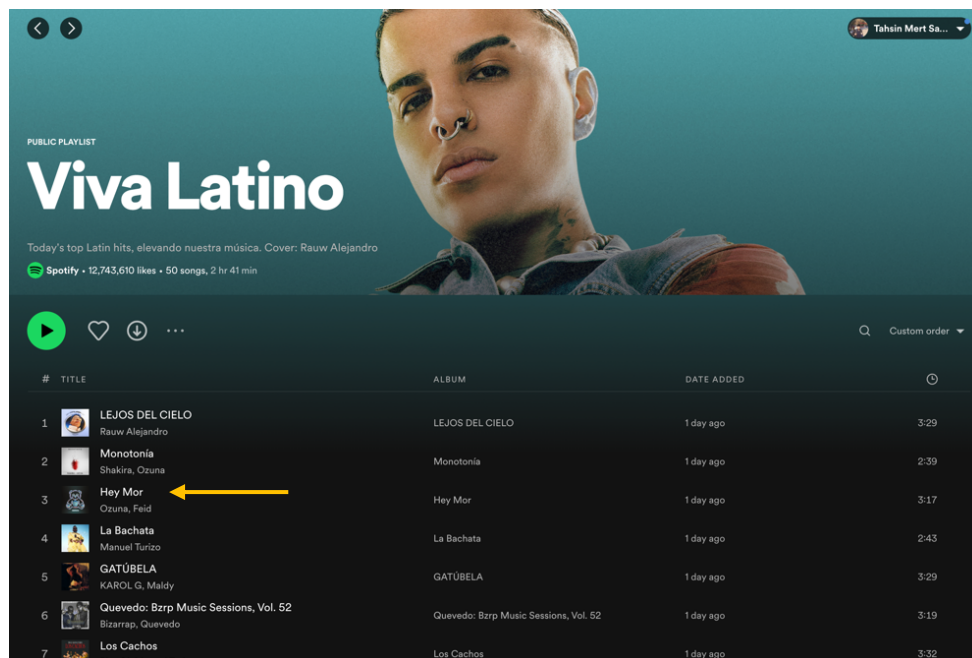 Tahsin Mert Sa...
PUBLIC PLAYLIST
Viva Latino
Today's top Latin hits, elevando nuestra música. Cover: Rauw Alejandro
Spotify • 12,743,610 likes • 50 songs, 2 hr 41 min
Custom order
# TITLE ALBUM DATE ADDED
1 LEJOS DEL CIELO LEJOS DEL CIELO 1 day ago 3:29
Rauw Alejandro
2 Monotonía Monotonía 1 day ago 2:39
Shakira, Ozuna
3 Hey Mor Hey Mor 1 day ago 3:17
Ozuna, Feid
4 La Bachata La Bachata 1 day ago 2:43
Manuel Turizo
5 GATÚBELA GATÚBELA 1 day ago 3:29
KAROL G, Maldy
6 Quevedo: Bzrp Music Sessions, Vol. 52 Quevedo: Bzrp Music Sessions, Vol. 52 1 day ago 3:19
Bizarrap, Quevedo
7 Los Cachos Los Cachos 1 day ago 3:32